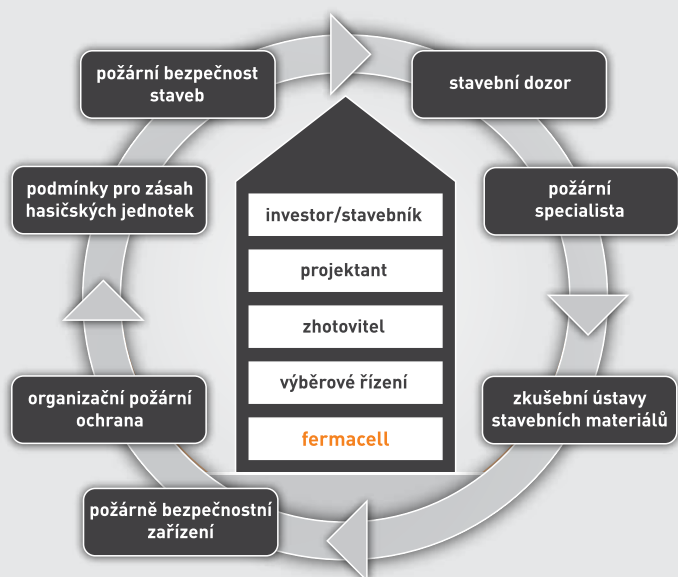 požární bezpečnost
staveb
stavební dozor
podmínky pro zásah
hasičských jednotek
požární
specialista
investor/stavebník
projektant
zhotovitel
výběrové řízení
fermacell
organizační požární
ochrana
zkušební ústavy
stavebních materiálů
požárně bezpečnostní
zařízení